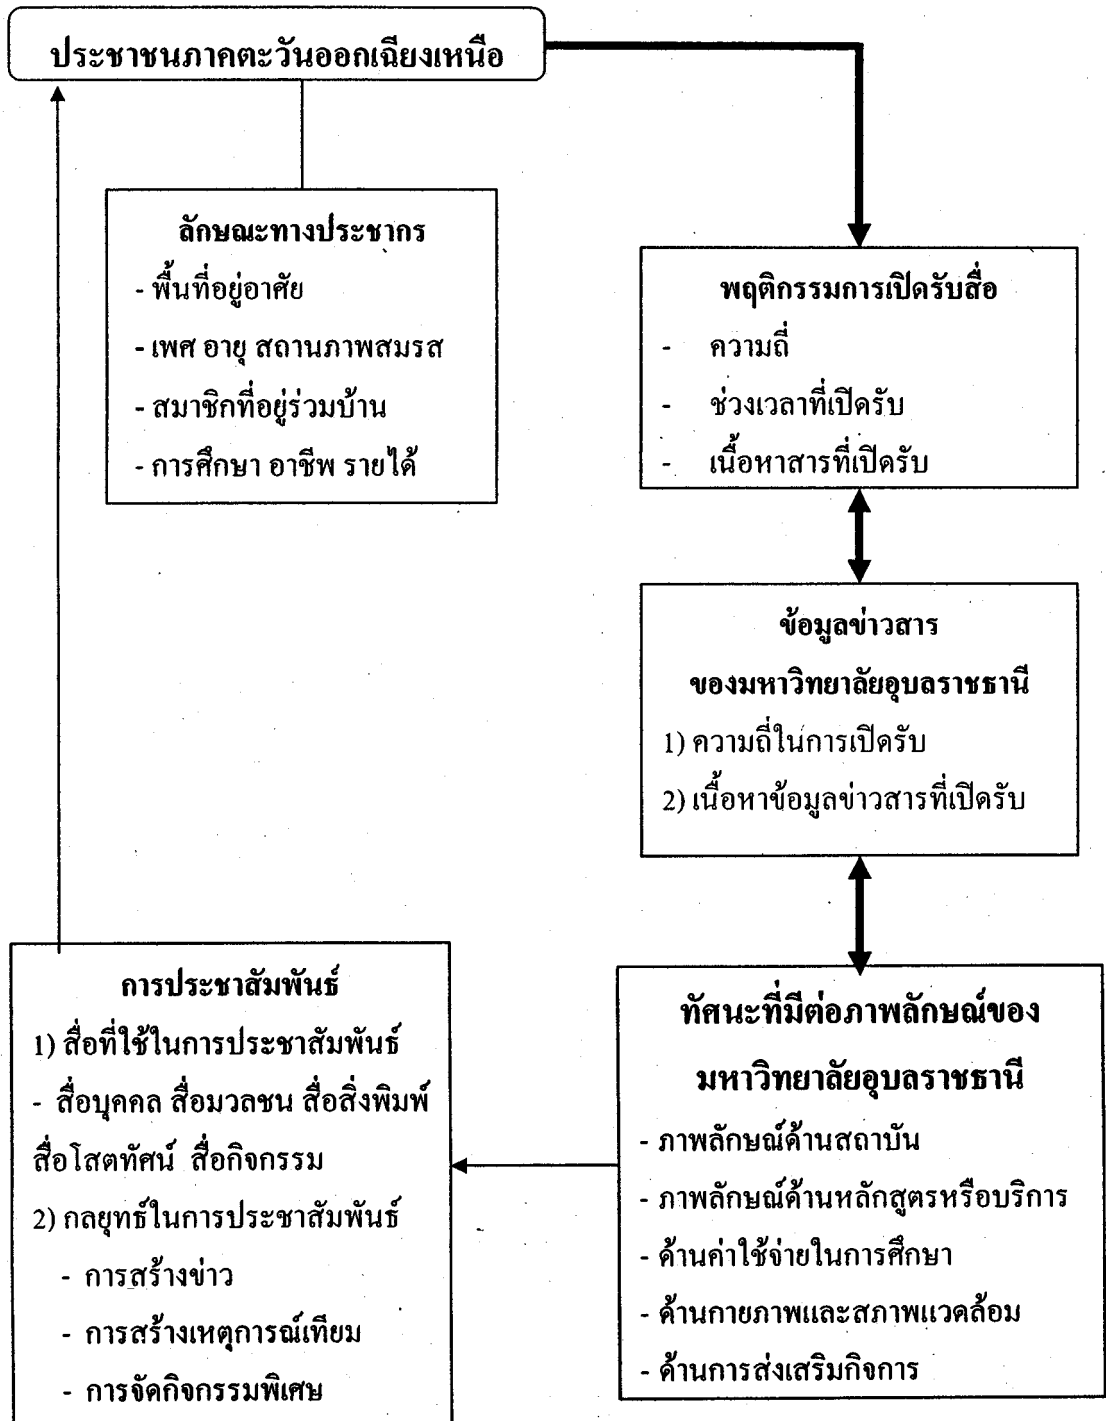 ประชาชนภาคตะวันออกเฉียงเหนือ
ลักษณะทางประชากร
- พื้นที่อยู่อาศัย
- เพศ อายุ สถานภาพสมรส
- สมาชิกที่อยู่ร่วมบ้าน
- การศึกษา อาชีพ รายได้
พฤติกรรมการเปิดรับสื่อ
- ความถี่
- ช่วงเวลาที่เปิดรับ
- เนื้อหาสารที่เปิดรับ
ข้อมูลข่าวสาร
ของมหาวิทยาลัยอุบลราชธานี
1) ความถี่ในการเปิดรับ
2) เนื้อหาข้อมูลข่าวสารที่เปิดรับ
การประชาสัมพันธ์
1) สื่อที่ใช้ในการประชาสัมพันธ์
- สื่อบุคคล สื่อมวลชน สื่อสิ่งพิมพ์
สื่อโสตทัศน์ สื่อกิจกรรม
2) กลยุทธ์ในการประชาสัมพันธ์
- การสร้างข่าว
- การสร้างเหตุการณ์เทียม
- การจัดกิจกรรมพิเศษ
ทัศนะที่มีต่อภาพลักษณ์ของ
มหาวิทยาลัยอุบลราชธานี
- ภาพลักษณ์ด้านสถาบัน
- ภาพลักษณ์ด้านหลักสูตรหรือบริการ
- ด้านค่าใช้จ่ายในการศึกษา
- ด้านกายภาพและสภาพแวดล้อม
- ด้านการส่งเสริมกิจการ